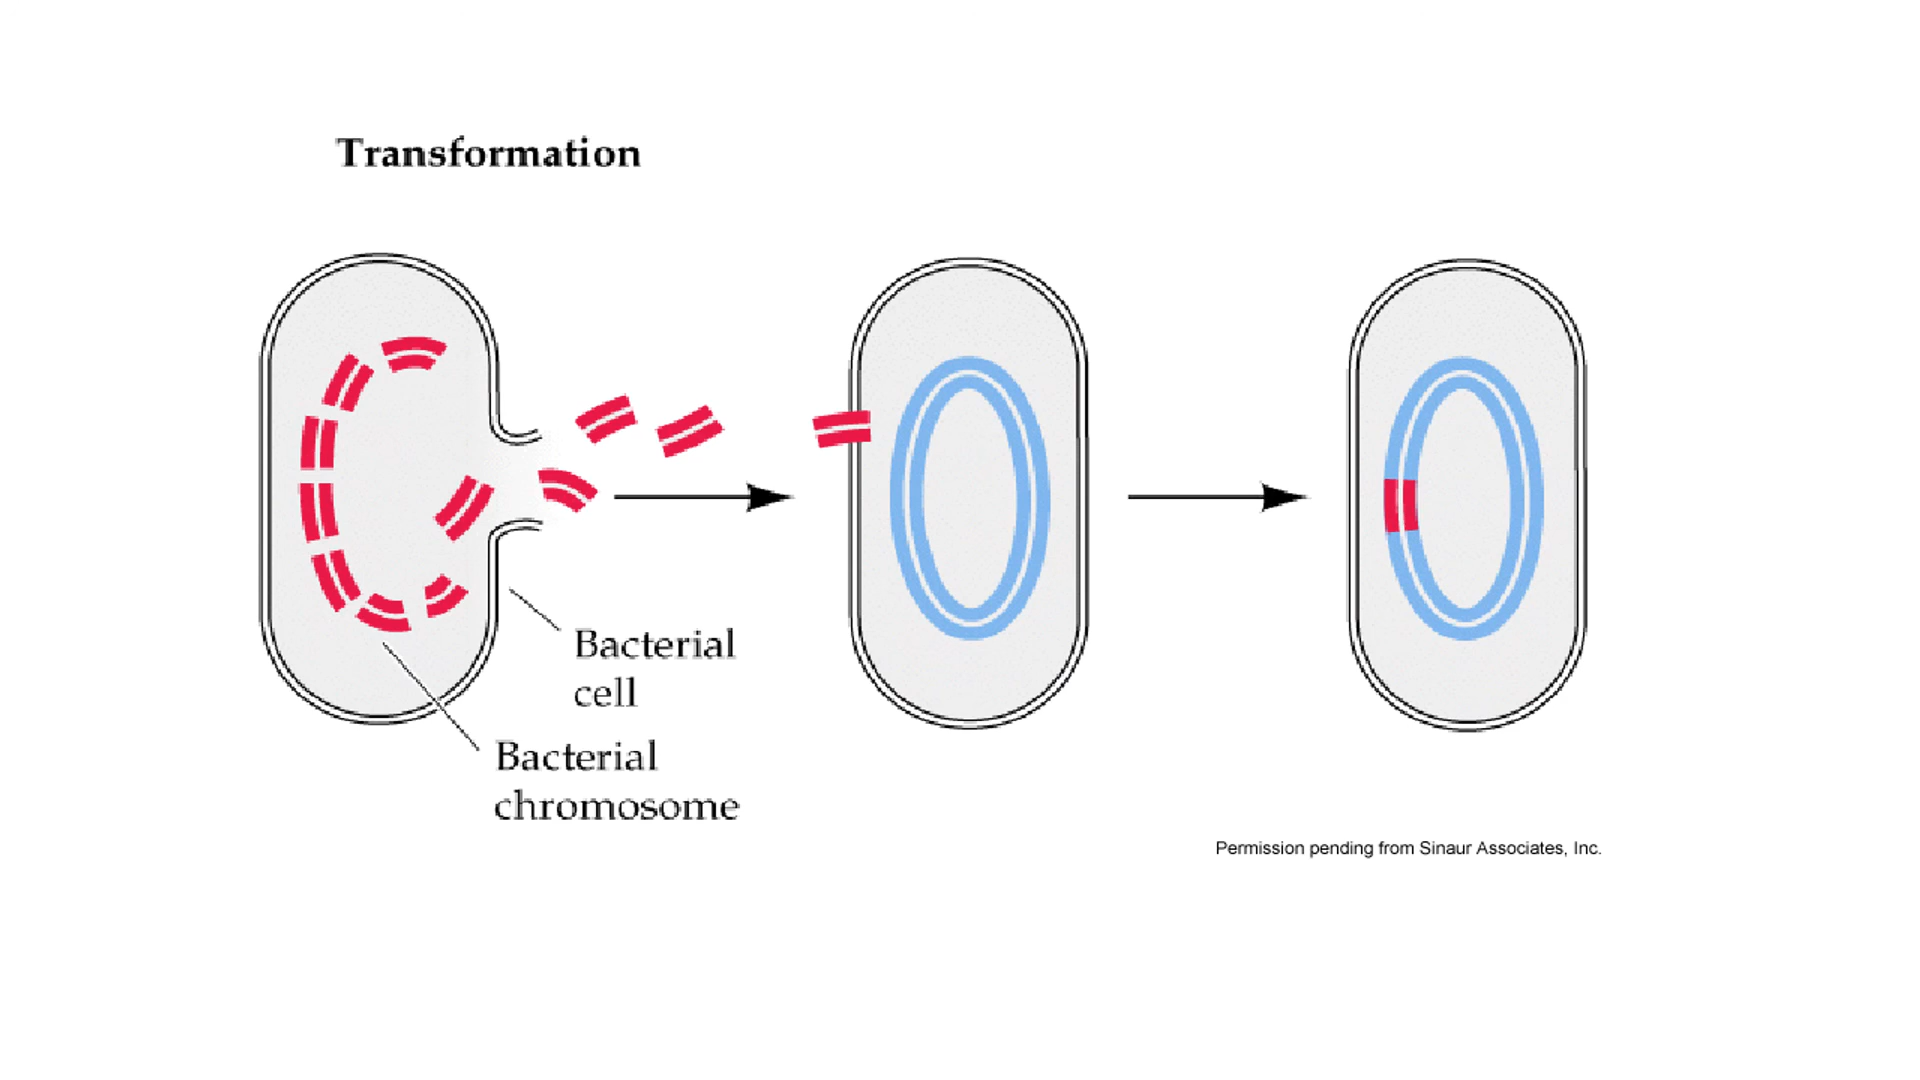 Transformation
Bacterial
cell
Bacterial
chromosome
Permission pending from Sinaur Associates, Inc.